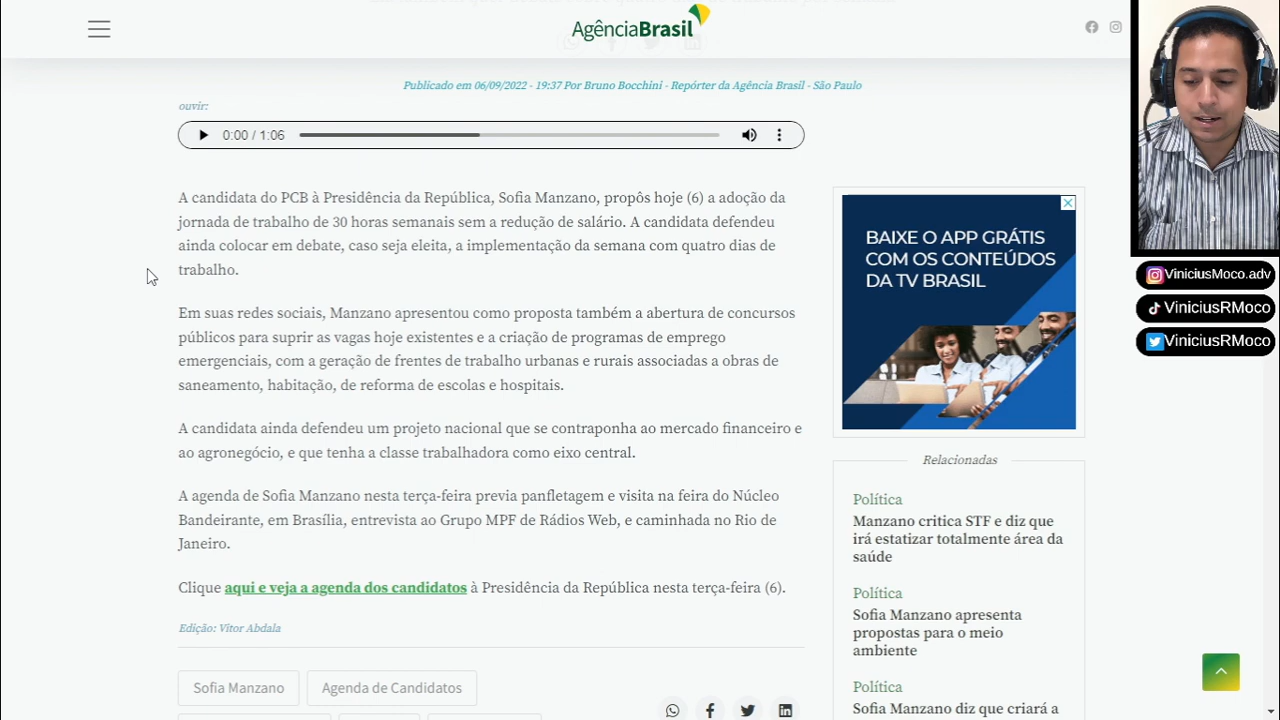 AgênciaBrasil
Publicado em 06/09/2022 - 19:37 Por Bruno Bocchini - Repórter da Agência Brasil - São Paulo
ouvir:
0:00 / 1:06
A candidata do PCB à Presidência da República, Sofia Manzano, propôs hoje (6) a adoção da
jornada de trabalho de 30 horas semanais sem a redução de salário. A candidata defendeu
ainda colocar em debate, caso seja eleita, a implementação da semana com quatro dias de
trabalho.
Em suas redes sociais, Manzano apresentou como proposta também a abertura de concursos
públicos para suprir as vagas hoje existentes e a criação de programas de emprego
emergenciais, com a geração de frentes de trabalho urbanas e rurais associadas a obras de
saneamento, habitação, de reforma de escolas e hospitais.
A candidata ainda defendeu um projeto nacional que se contraponha ao mercado financeiro e
ao agronegócio, e que tenha a classe trabalhadora como eixo central.
A agenda de Sofia Manzano nesta terça-feira previa panfletagem e visita na feira do Núcleo
Bandeirante, em Brasília, entrevista ao Grupo MPF de Rádios Web, e caminhada no Rio de
Janeiro.
Clique aqui e veja a agenda dos candidatos à Presidência da República nesta terça-feira (6).
Edição: Vitor Abdala
Sofia Manzano
Agenda de Candidatos
BAIXE O APP GRÁTIS
COM OS CONTEÚDOS
DA TV BRASIL
Relacionadas
Política
Manzano critica STF e diz que
irá estatizar totalmente área da
saúde
Política
Sofia Manzano apresenta
propostas para o meio
ambiente
Política
Sofia Manzano diz que criará a
ViniciusMoco.adv
ViniciusRMoco
ViniciusRMoco